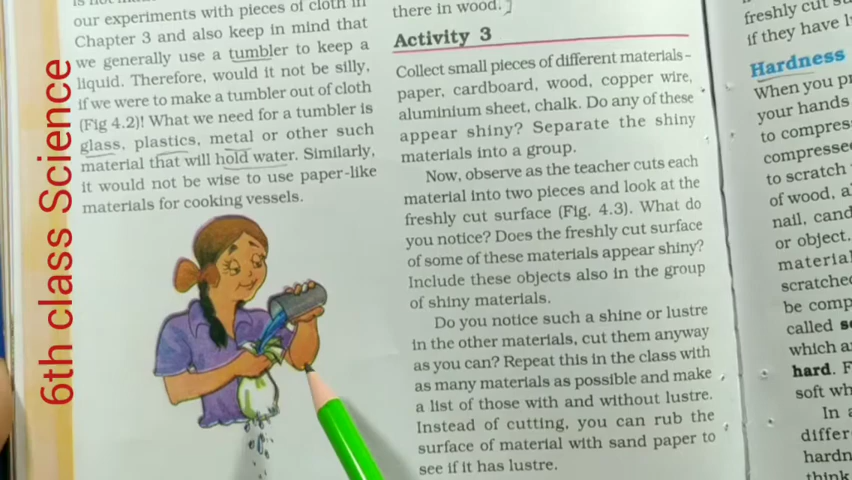 6th class Science
our experiments with pieces of cloth in
Chapter 3 and also keep in mind that
we generally use a tumbler to keep a
liquid. Therefore, would it not be silly,
if we were to make a tumbler out of cloth
(Fig 4.2)! What we need for a tumbler is
glass, plastics, metal or other such
material that will hold water. Similarly,
it would not be wise to use paper-like
materials for cooking vessels.
there in wood.
Activity 3
Collect small pieces of different materials-
paper, cardboard, wood, copper wire,
aluminium sheet, chalk. Do any of these
appear shiny? Separate the shiny
materials into a group.
Now, observe as the teacher cuts each
material into two pieces and look at the
freshly cut surface (Fig. 4.3). What do
you notice? Does the freshly cut surface
of some of these materials appear shiny?
Include these objects also in the group
of shiny materials.
Do you notice such a shine or lustre
in the other materials, cut them anyway
as you can? Repeat this in the class with
as many materials as possible and make
a list of those with and without lustre.
Instead of cutting, you can rub the
surface of material with sand paper to
see if it has lustre.
freshly cut
if they have
Hardness
When you
your hands
to compress
compresse
to scratch
of wood,
nail, cand
or object.
material
scratched
be comp
called
which
hard.
soft
In
differ
hardn
think